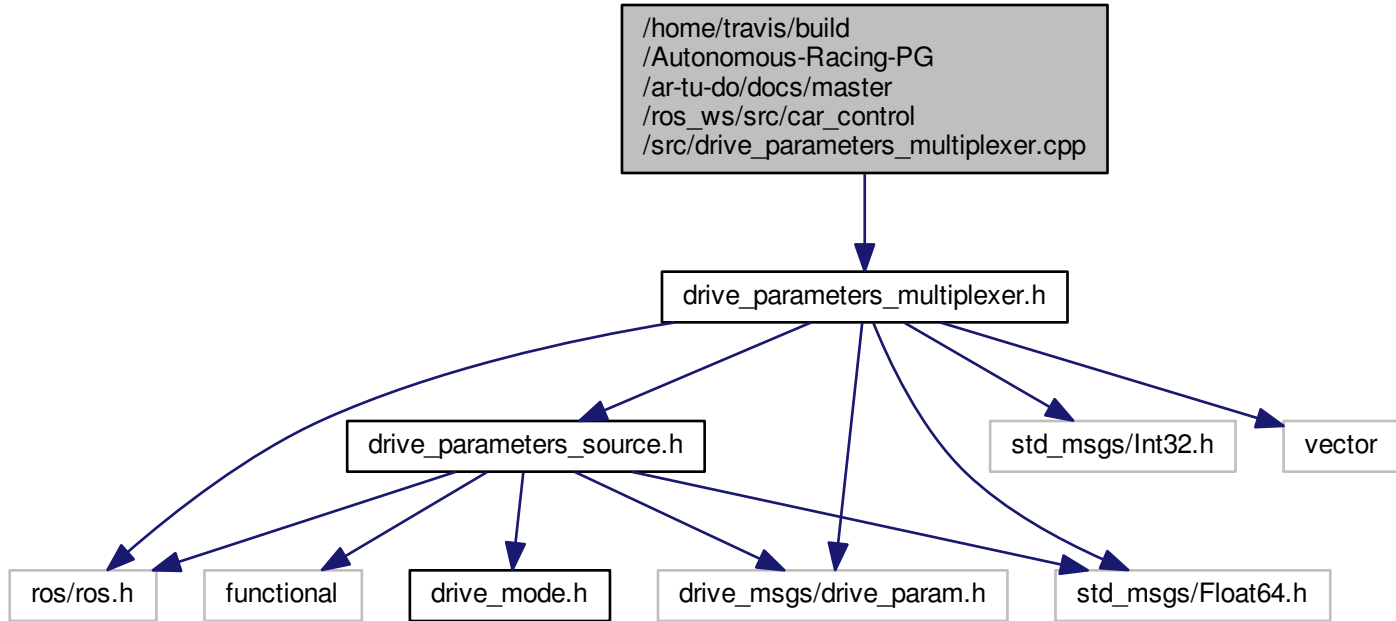 /home/travis/build
/Autonomous-Racing-PG
/ar-tu-do/docs/master
/ros_ws/src/car_control
/src/drive_parameters_multiplexer.cpp
drive_parameters_multiplexer.h
drive_parameters_source.h
std_msgs/Int32.h
vector
ros/ros.h
functional
drive_mode.h
drive_msgs/drive_param.h
std_msgs/Float64.h